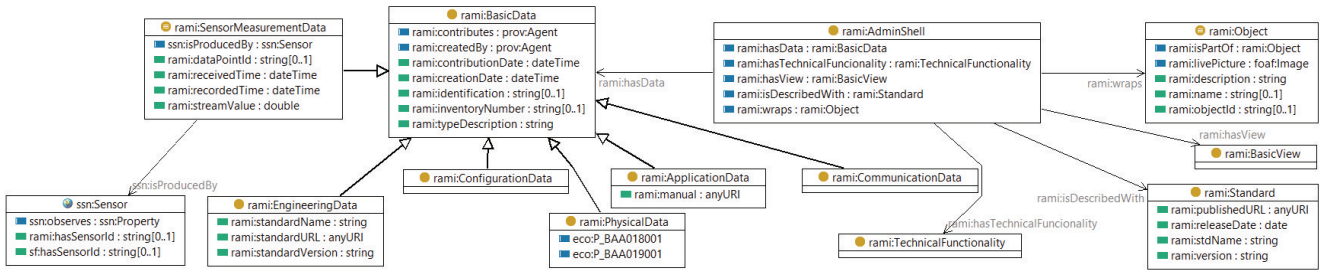 rami:SensorMeasurementData
ssn:isProducedBy : ssn:Sensor
rami:dataPointId : string[0..1]
rami:receivedTime : dateTime
rami:recordedTime : dateTime
rami:streamValue : double
rami:BasicData
rami:contributes : prov:Agent
rami:createdBy : prov:Agent
rami:contributionDate : dateTime
rami:creationDate : dateTime
rami:identification : string[0..1]
rami:inventoryNumber : string[0..1]
rami:typeDescription : string
rami:hasData
rami:AdminShell
rami:hasData : rami:BasicData
rami:hasTechnicalFuncionality : rami:TechnicalFunctionality
rami:hasView : rami:BasicView
rami:isDescribedWith : rami:Standard
rami:wraps : rami:Object
rami:wraps
rami:Object
rami:isPartOf : rami:Object
rami:livePicture : foaf:Image
rami:description : string
rami:name : string[0..1]
rami:objectId : string[0..1]
rami:hasView
rami:BasicView
ssn:isProducedBy
ssn:Sensor
ssn:observes : ssn:Property
rami:hasSensorId : string[0..1]
sf:hasSensorId : string[0..1]
rami:EngineeringData
rami:standardName : string
rami:standardURL : anyURI
rami:standardVersion : string
rami:ConfigurationData
rami:ApplicationData
rami:manual : anyURI
rami:PhysicalData
eco:P_BAA018001
eco:P_BAA019001
rami:CommunicationData
rami:hasTechnicalFuncionality
rami:TechnicalFunctionality
rami:isDescribedWith
rami:Standard
rami:publishedURL : anyURI
rami:releaseDate : date
rami:stdName : string
rami:version : string